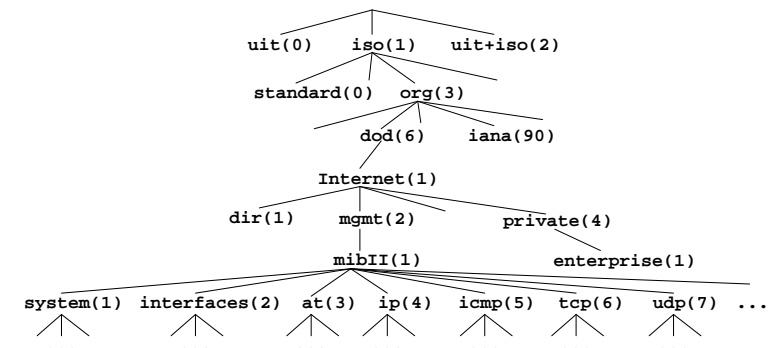 uit(0) iso(1) uit+iso(2)
standard(0) org(3)
dod(6) iana(90)
Internet(1)
dir(1) mgmt(2) private(4)
mibII(1) enterprise(1)
system(1) interfaces(2) at(3) ip(4) icmp(5) tcp(6) udp(7) ...